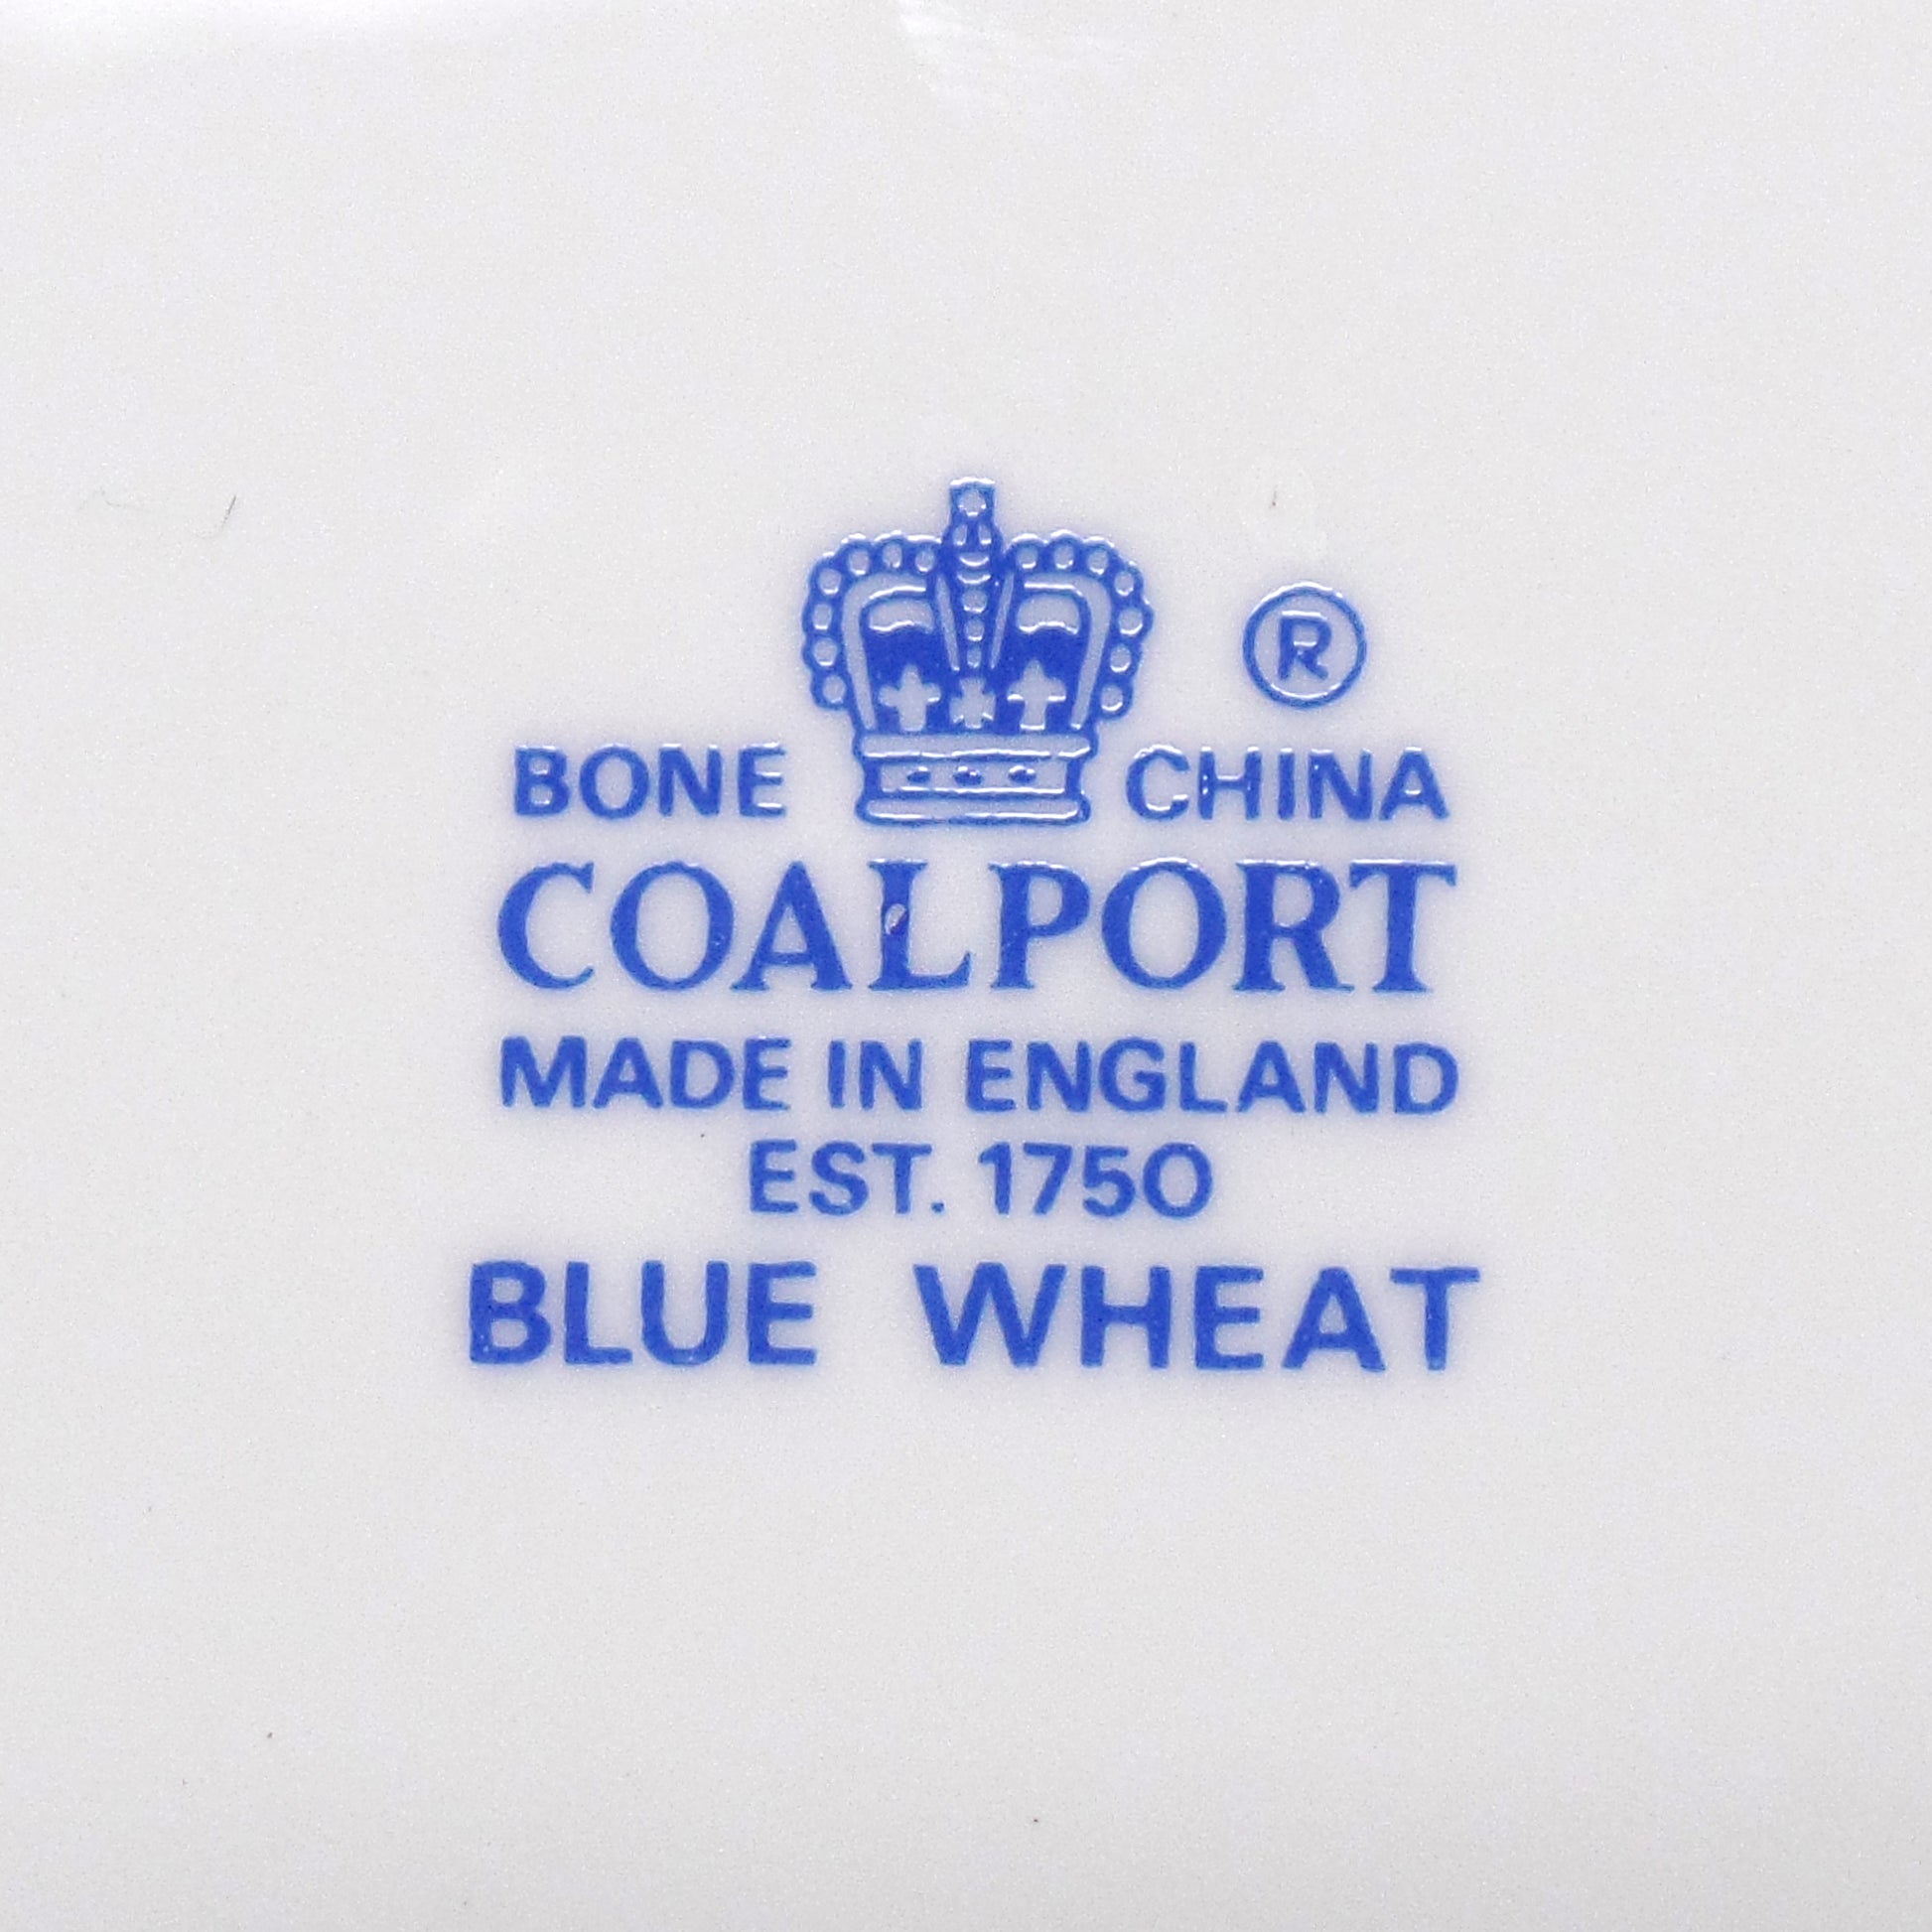 ®
BONE CHINA
COALPORT
MADE IN ENGLAND
EST. 1750
BLUE WHEAT